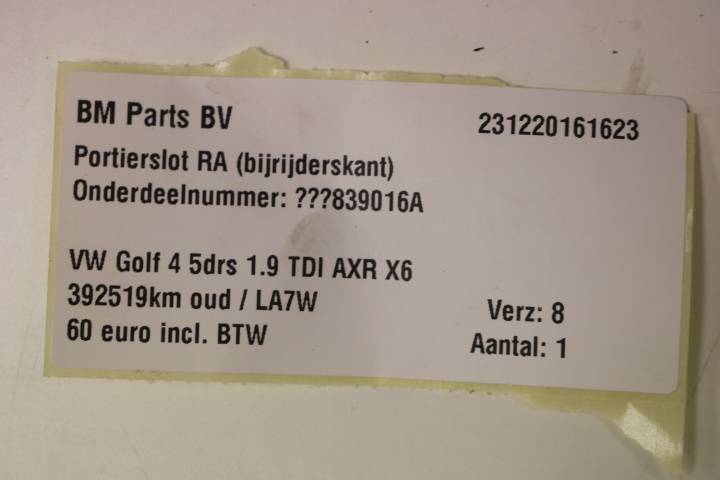 BM Parts BV 231220161623
Portierslot RA (bijrijderskant)
Onderdeelnummer: ???839016A
VW Golf 4 5drs 1.9 TDI AXR X6
392519km oud / LA7W Verz: 8
60 euro incl. BTW Aantal: 1